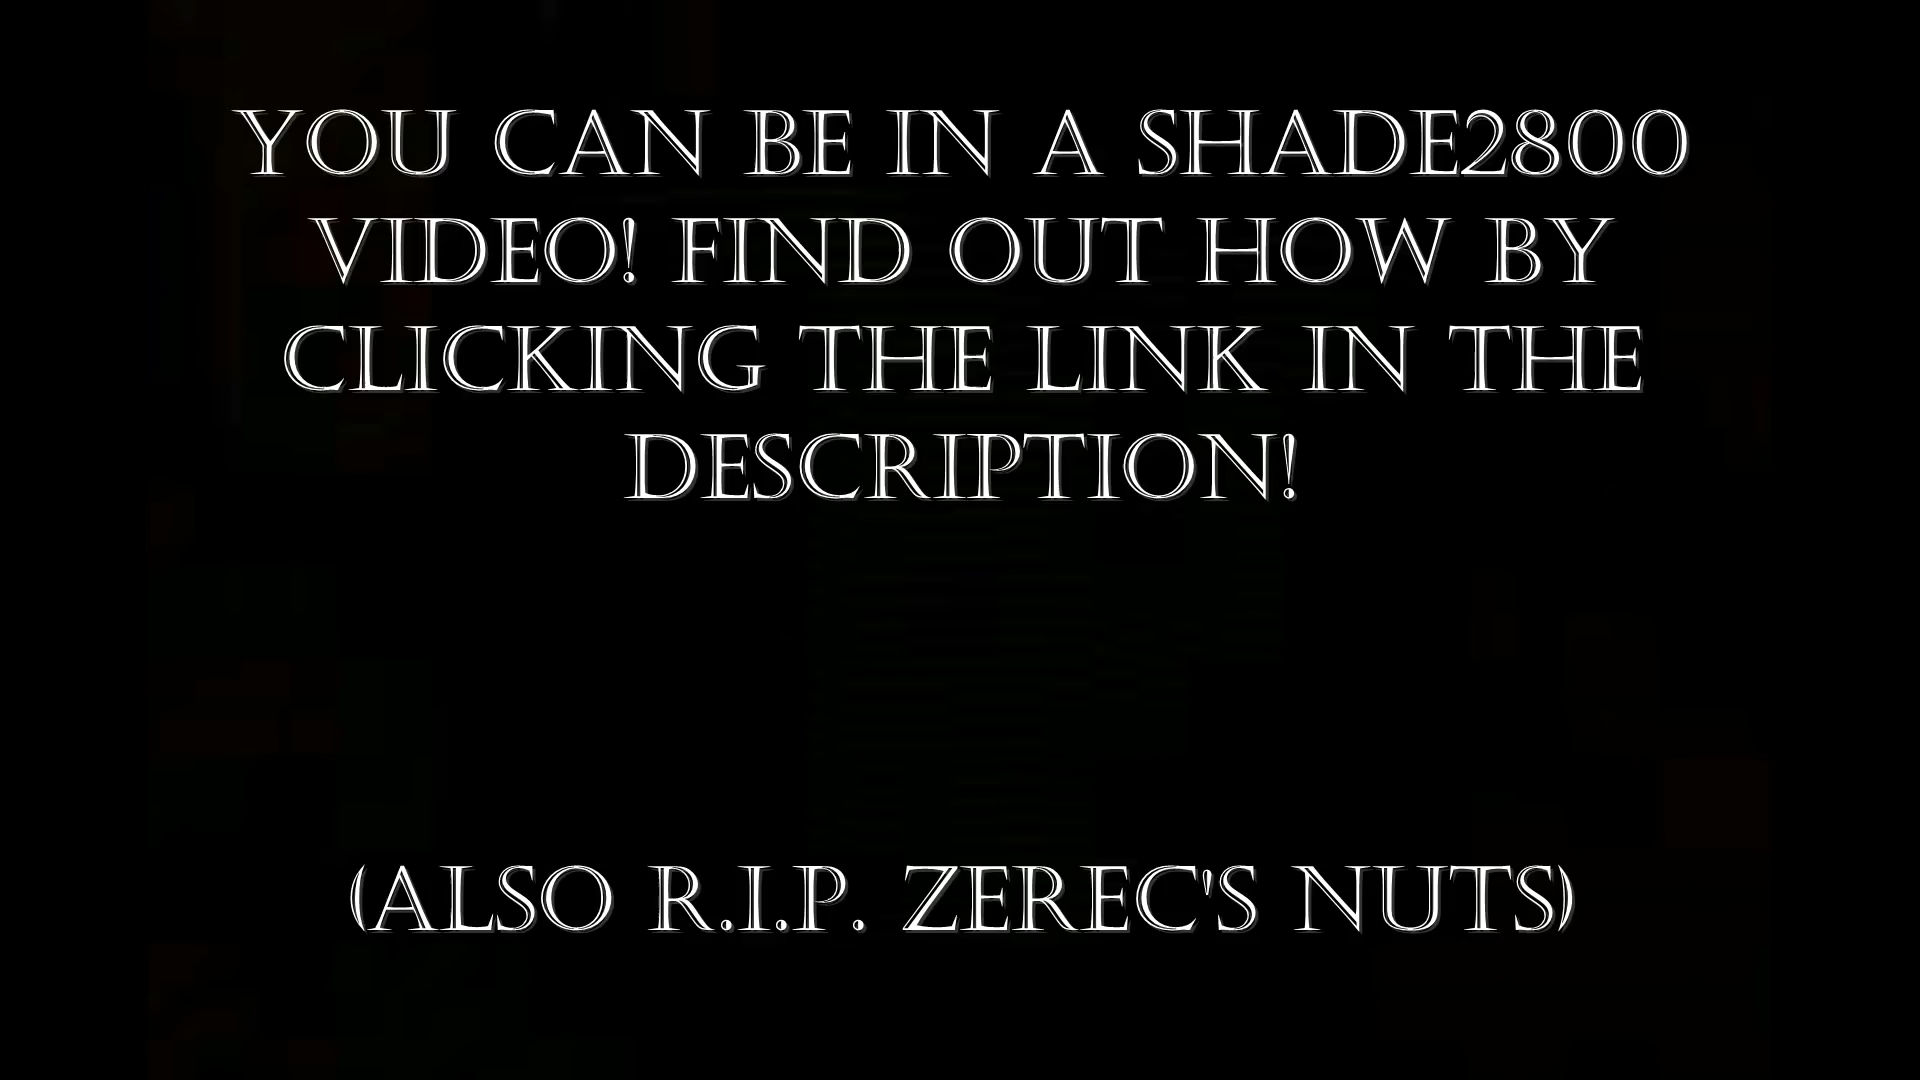 YOU CAN BE IN A SHADE2800
VIDEO! FIND OUT HOW BY
CLICKING THE LINK IN THE
DESCRIPTION!
(ALSO R.I.P. ZEREC'S NUTS)